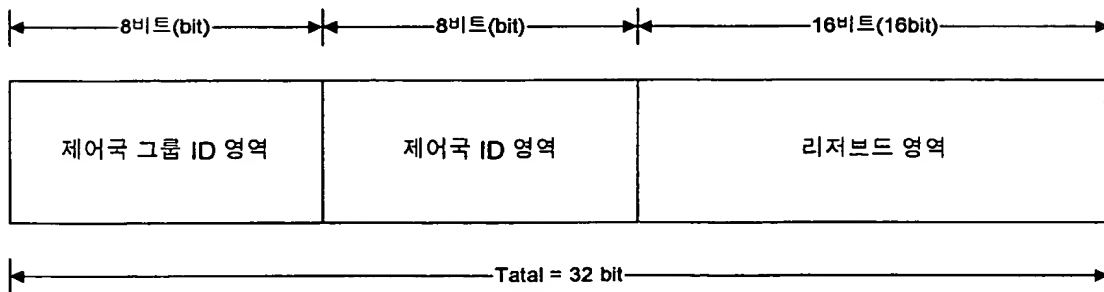 8비트(bit) 8비트(bit) 16비트(16bit)
제어국 그룹 ID 영역 제어국 ID 영역 리저브드 영역
Tatal = 32 bit